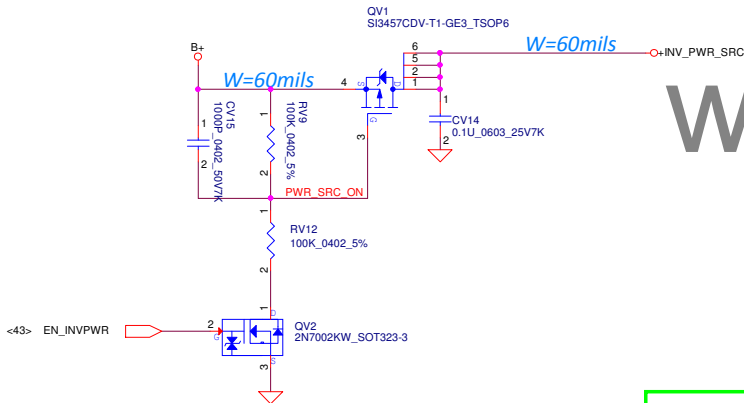 QV1
SI3457CDV-T1-GE3_TSOP6
B+
W=60mils
W=60mils
+INV_PWR_SRC
4
S
D
G
3
6
5
2
1
1
CV14
0.1U_0603_25V7K
2
W
1
2
CV15
1000P_0402_50V7K
1
2
RV9
100K_0402_5%
PWR_SRC_ON
1
RV12
100K_0402_5%
2
<43> EN_INVPWR
2
G
1
D
QV2
2N7002KW_SOT323-3
S
3